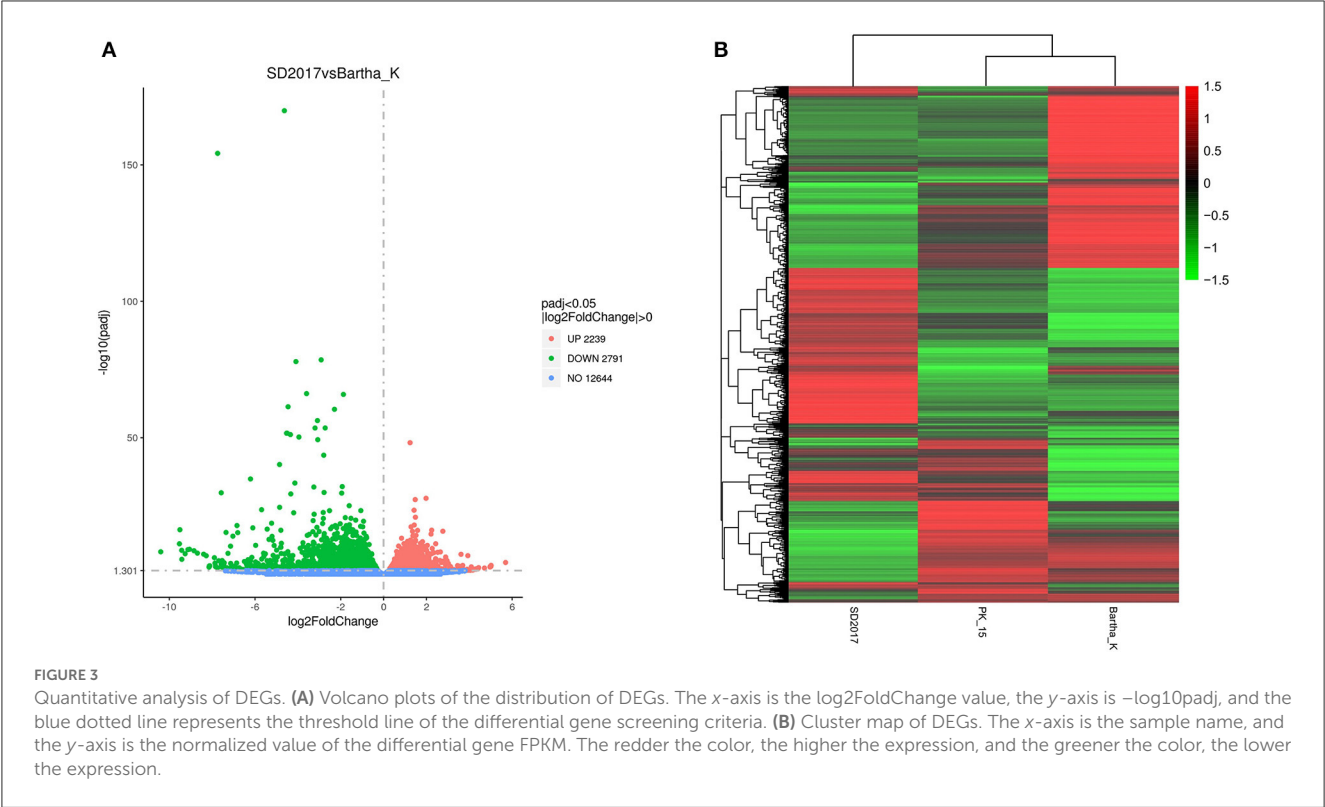 A
SD2017vsBartha_K
-log10(padj)
150
100
50
1.301
-10
-6
-2
0
2
6
log2FoldChange
padj<0.05
|log2FoldChange|>0
UP 2239
DOWN 2791
NO 12644
B
1.5
1
0.5
0
−0.5
−1
−1.5
SD2017
PK_15
Bartha_K
FIGURE 3
Quantitative analysis of DEGs. (A) Volcano plots of the distribution of DEGs. The x-axis is the log2FoldChange value, the y-axis is −log10padj, and the
blue dotted line represents the threshold line of the differential gene screening criteria. (B) Cluster map of DEGs. The x-axis is the sample name, and
the y-axis is the normalized value of the differential gene FPKM. The redder the color, the higher the expression, and the greener the color, the lower
the expression.